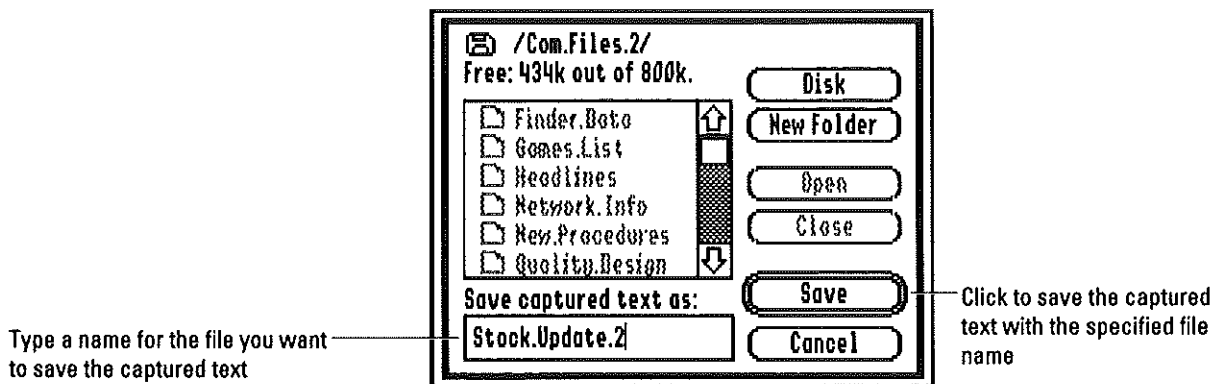 /Com.Files.2/
Free: 434k out of 800k.
Disk
New Folder
Finder.Data
Games.List
Headlines
Network.Info
New.Procedures
Quality.Design
Open
Close
Save captured text as:
Stock.Update.2
Save
Cancel
Type a name for the file you want
to save the captured text
Click to save the captured
text with the specified file
name